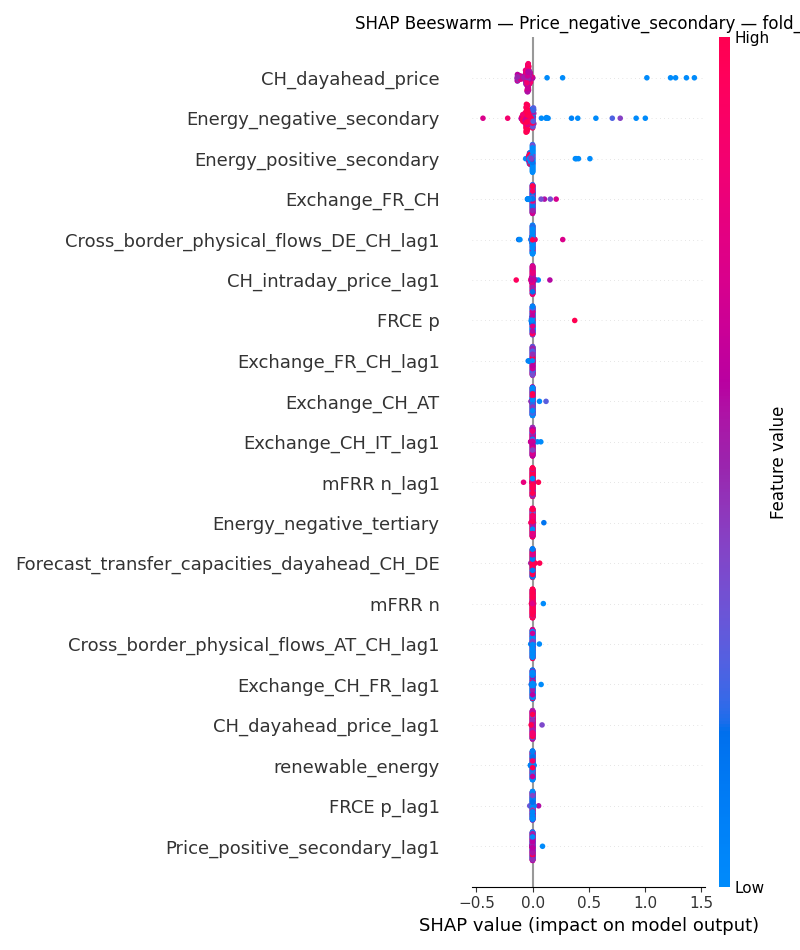 SHAP Beeswarm — Price_negative_secondary — fold_
High
CH_dayahead_price
Energy_negative_secondary
Energy_positive_secondary
Exchange_FR_CH
Cross_border_physical_flows_DE_CH_lag1
CH_intraday_price_lag1
FRCE p
Exchange_FR_CH_lag1
Exchange_CH_AT
Exchange_CH_IT_lag1
mFRR n_lag1
Energy_negative_tertiary
Forecast_transfer_capacities_dayahead_CH_DE
mFRR n
Cross_border_physical_flows_AT_CH_lag1
Exchange_CH_FR_lag1
CH_dayahead_price_lag1
renewable_energy
FRCE p_lag1
Price_positive_secondary_lag1
Feature value
Low
−0.5 0.0 0.5 1.0 1.5
SHAP value (impact on model output)